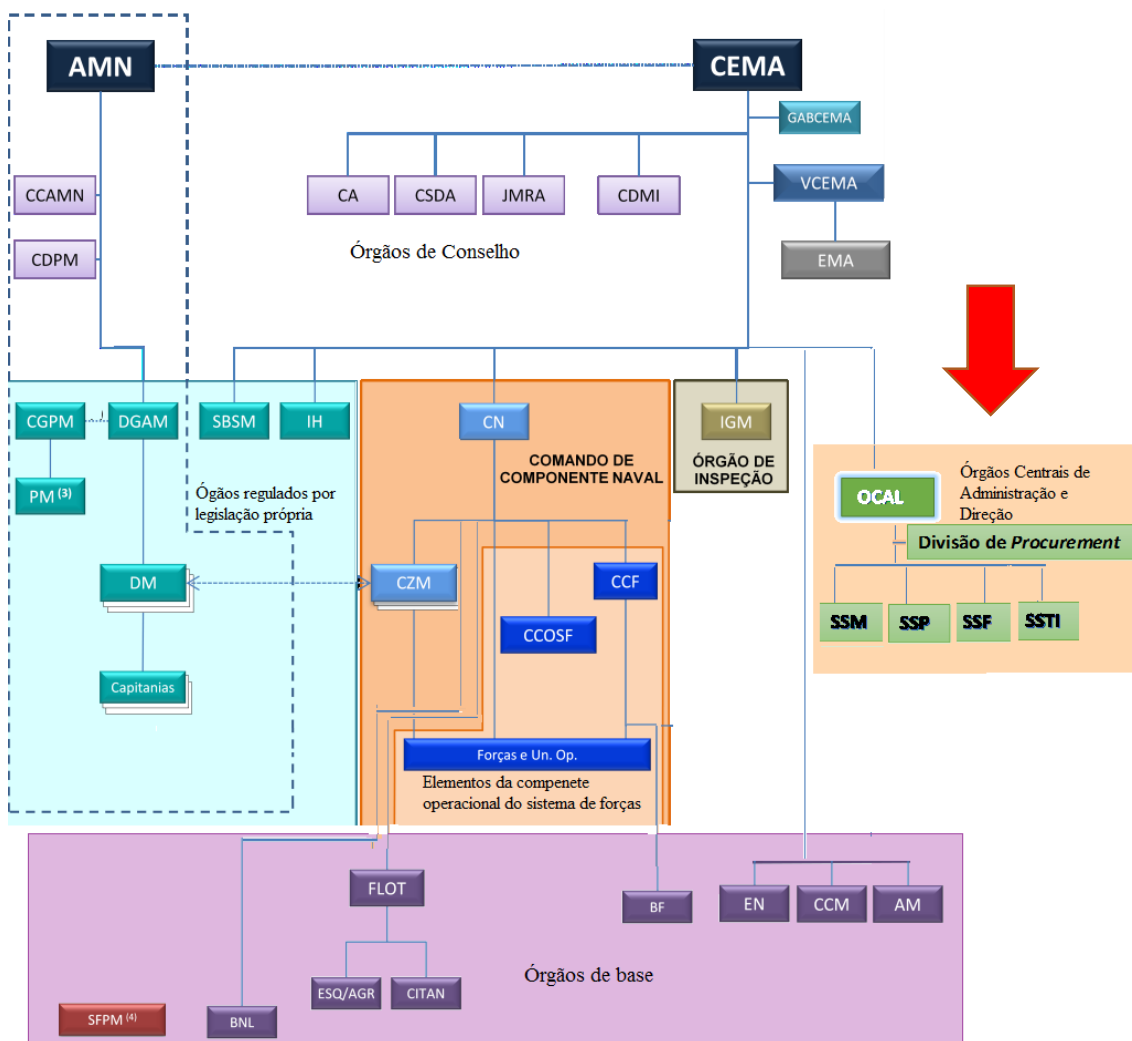 AMN
CEMA
GABCEMA
CCAMN
CA
CSDA
JMRA
CDMI
VCEMA
Órgãos de Conselho
CDPM
EMA
CGPM
DGAM
SBSM
IH
CN
IGM
COMANDO DE
COMPONENTE NAVAL
ÓRGÃO DE
INSPEÇÃO
Órgãos Centrais de
Administração e
Direção
OCAL
PM (3)
Ógãos regulados por
legislação própria
Divisão de Procurement
DM
CZM
CCF
CCOSF
SSM
SSP
SSF
SSTI
Capitanias
Forças e Un. Op.
Elementos da compenete
operacional do sistema de forças
FLOT
BF
EN
CCM
AM
Órgãos de base
ESQ/AGR
CITAN
SFPM (4)
BNL